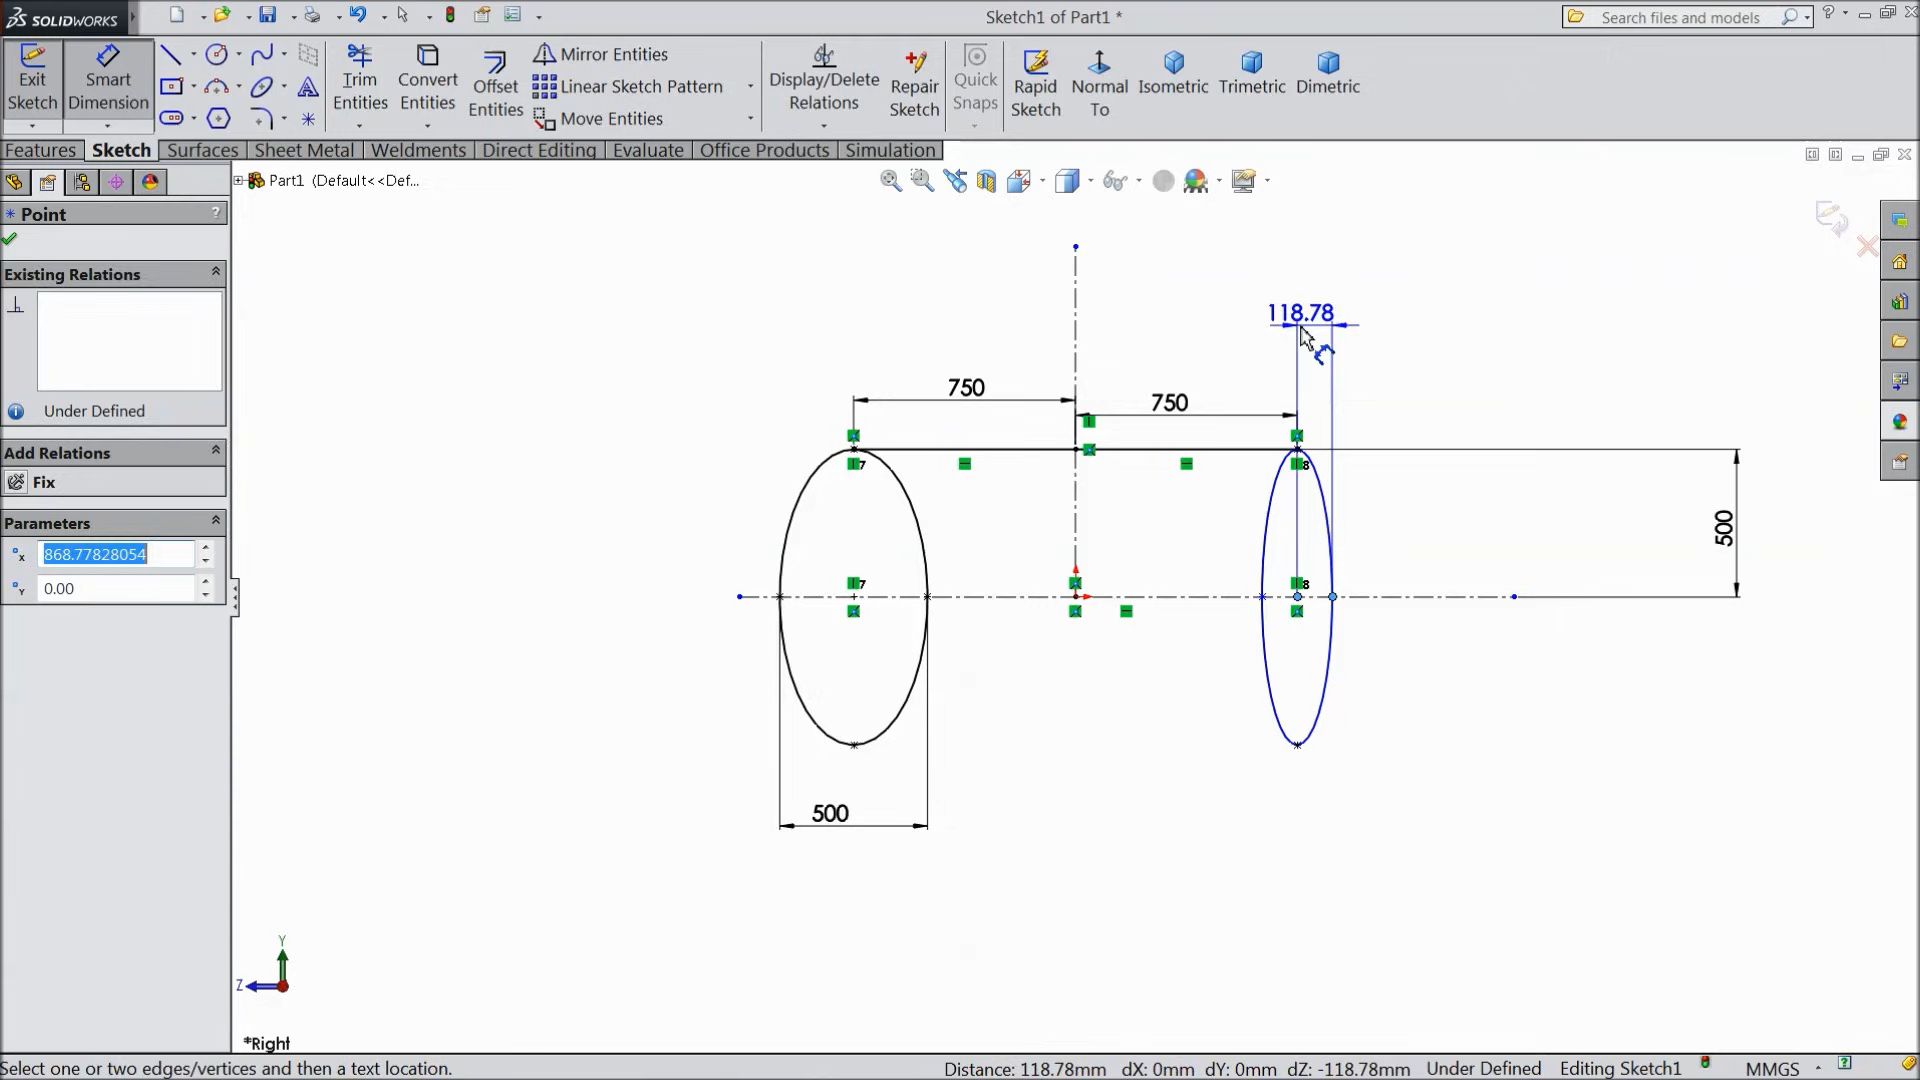 SOLIDWORKS
Sketch1 of Part1 *
Search files and models
?
Exit Sketch
Smart Dimension
Trim Entities
Convert Entities
Offset Entities
Mirror Entities
Linear Sketch Pattern
Move Entities
Display/Delete Relations
Repair Sketch
Quick Snaps
Rapid Sketch
Normal To
Isometric
Trimetric
Dimetric
Features
Sketch
Surfaces
Sheet Metal
Weldments
Direct Editing
Evaluate
Office Products
Simulation
Part1 (Default<<Def...
Point
?
Existing Relations
Under Defined
Add Relations
Fix
Parameters
x
868.77828054
Y
0.00
118.78
750
750
7
8
500
7
8
500
Y
Z
*Right
Select one or two edges/vertices and then a text location.
Distance: 118.78mm dX: 0mm dY: 0mm dZ: -118.78mm
Under Defined
Editing Sketch1
MMGS
?